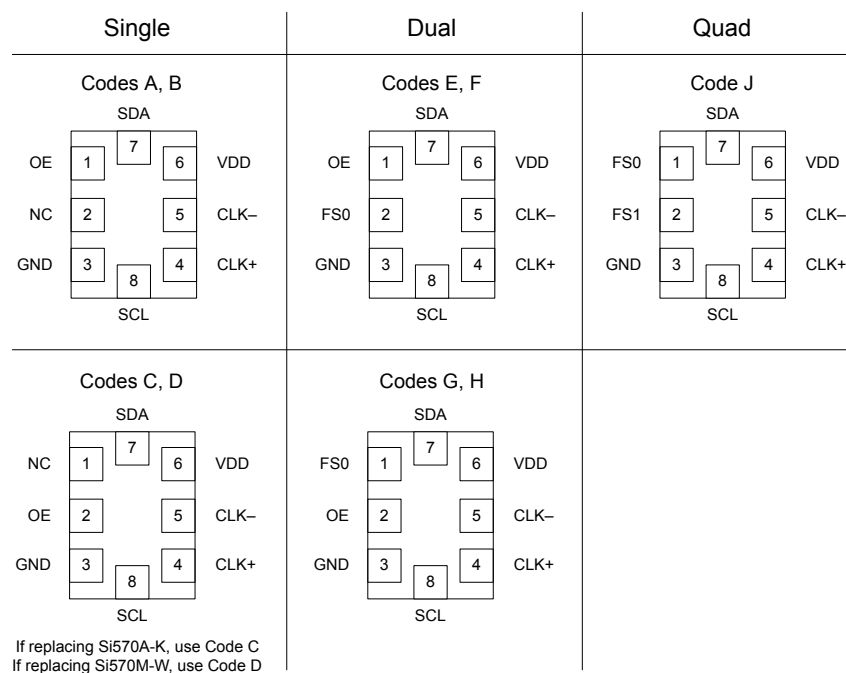 Single
Dual
Quad
Codes A, B
SDA
OE 1 7 6 VDD
NC 2 5 CLK–
GND 3 8 4 CLK+
SCL
Codes E, F
SDA
OE 1 7 6 VDD
FS0 2 5 CLK–
GND 3 8 4 CLK+
SCL
Code J
SDA
FS0 1 7 6 VDD
FS1 2 5 CLK–
GND 3 8 4 CLK+
SCL
Codes C, D
SDA
NC 1 7 6 VDD
OE 2 5 CLK–
GND 3 8 4 CLK+
SCL
If replacing Si570A-K, use Code C
If replacing Si570M-W, use Code D
Codes G, H
SDA
FS0 1 7 6 VDD
OE 2 5 CLK–
GND 3 8 4 CLK+
SCL